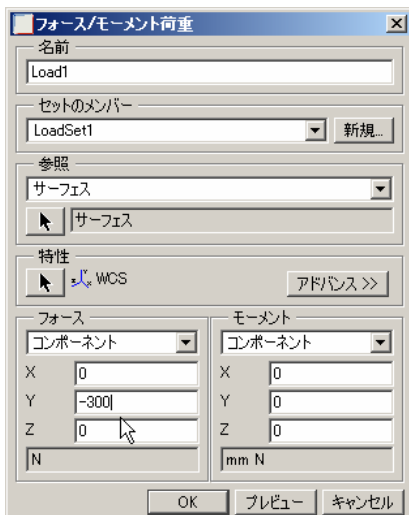 フォース/モーメント荷重
名前
Load1
セットのメンバー
LoadSet1
新規...
参照
サーフェス
サーフェス
特性
WCS
アドバンス >>
フォース
コンポーネント
X 0
Y -300
Z 0
N
モーメント
コンポーネント
X 0
Y 0
Z 0
mm N
OK プレビュー キャンセル